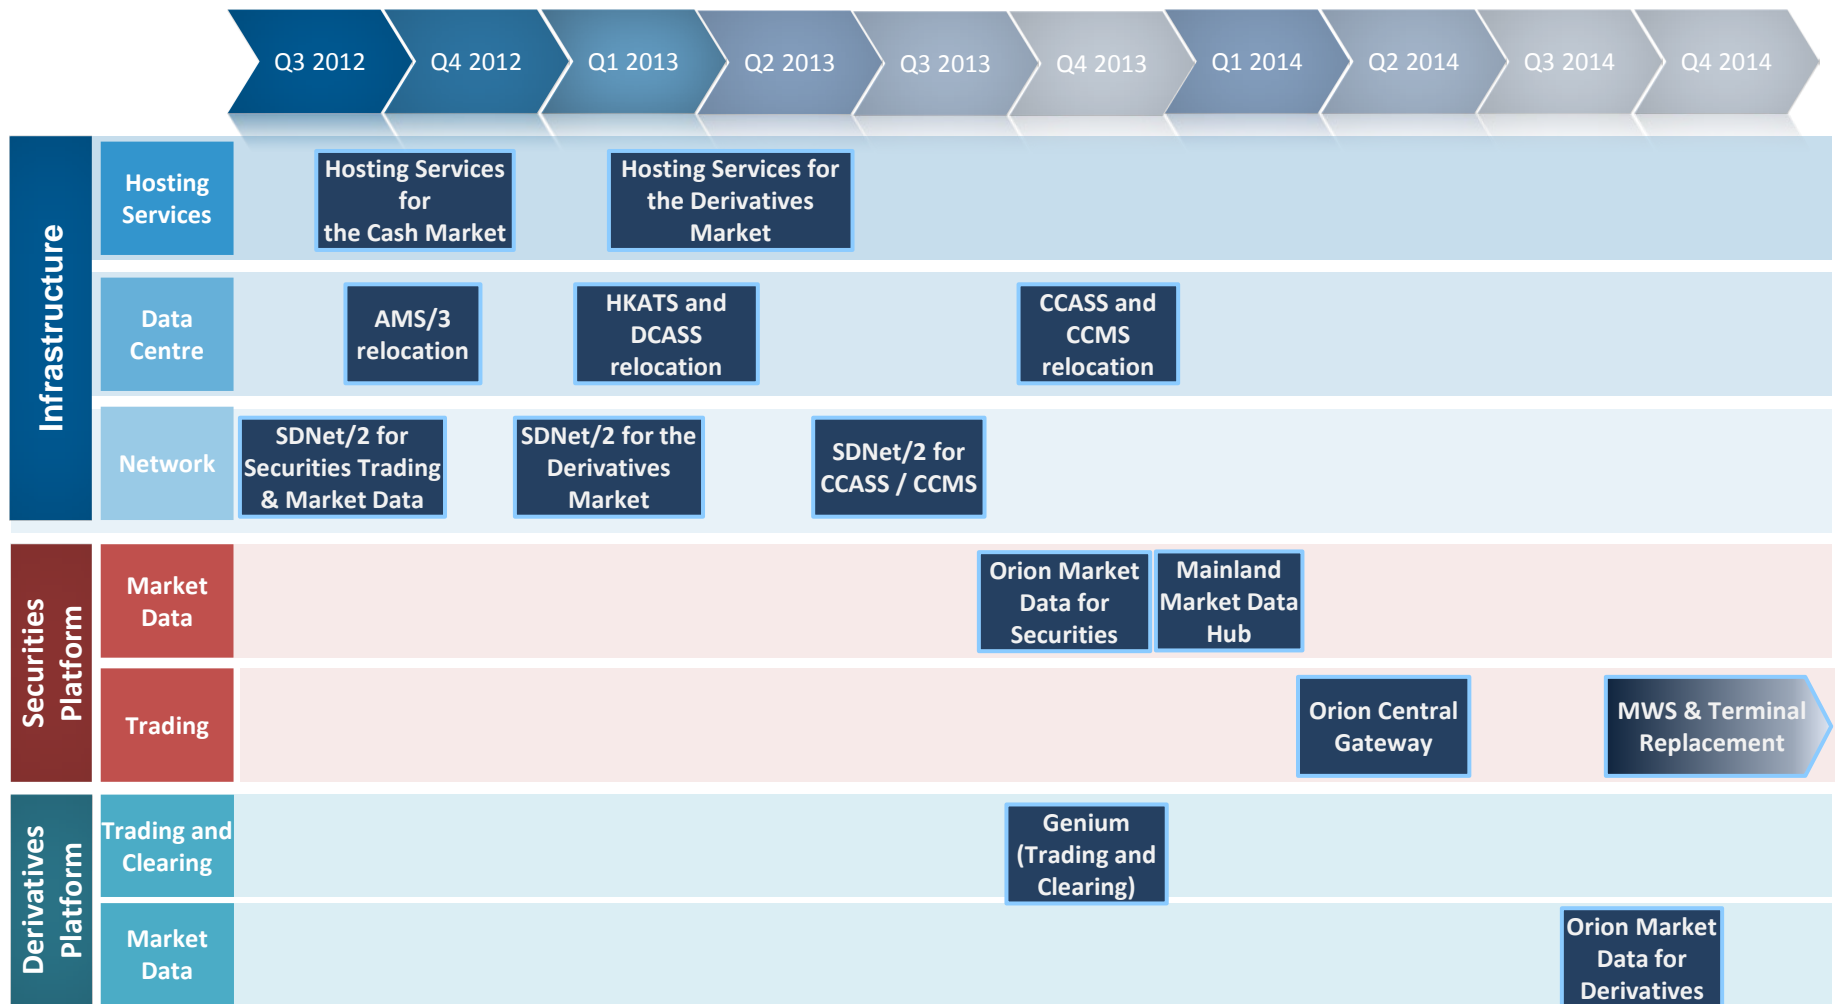 Q3 2012
Q4 2012
Q1 2013
Q2 2013
Q3 2013
Q4 2013
Q1 2014
Q2 2014
Q3 2014
Q4 2014
Infrastructure
Hosting
Services
Hosting Services
for
the Cash Market
Hosting Services for
the Derivatives
Market
Data
Centre
AMS/3
relocation
HKATS and
DCASS
relocation
CCASS and
CCMS
relocation
Network
SDNet/2 for
Securities Trading
& Market Data
SDNet/2 for the
Derivatives
Market
SDNet/2 for
CCASS / CCMS
Securities
Platform
Market
Data
Orion Market
Data for
Securities
Mainland
Market Data
Hub
Trading
Orion Central
Gateway
MWS & Terminal
Replacement
Derivatives
Platform
Trading and
Clearing
Genium
(Trading and
Clearing)
Market
Data
Orion Market
Data for
Derivatives